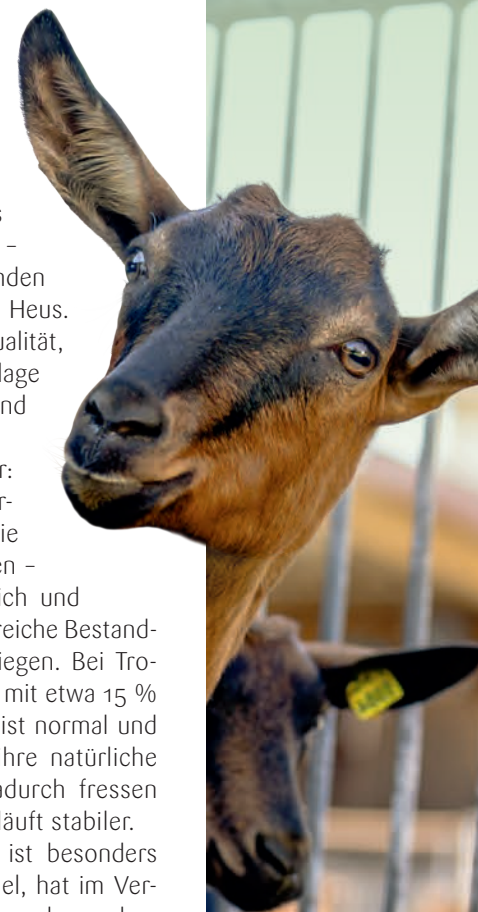 s
–
nden
Heus.
ualität,
lage
nd
r:
r-
ie
en –
ich und
reiche Bestand-
iegen. Bei Tro-
mit etwa 15 %
ist normal und
hre natürliche
adurch fressen
läuft stabiler.
ist besonders
el, hat im Ver-